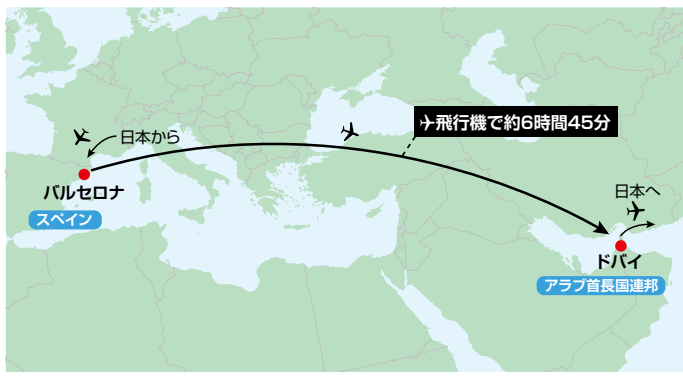 日本から
バルセロナ
スペイン
飛行機で約6時間45分
日本へ
ドバイ
アラブ首長国連邦